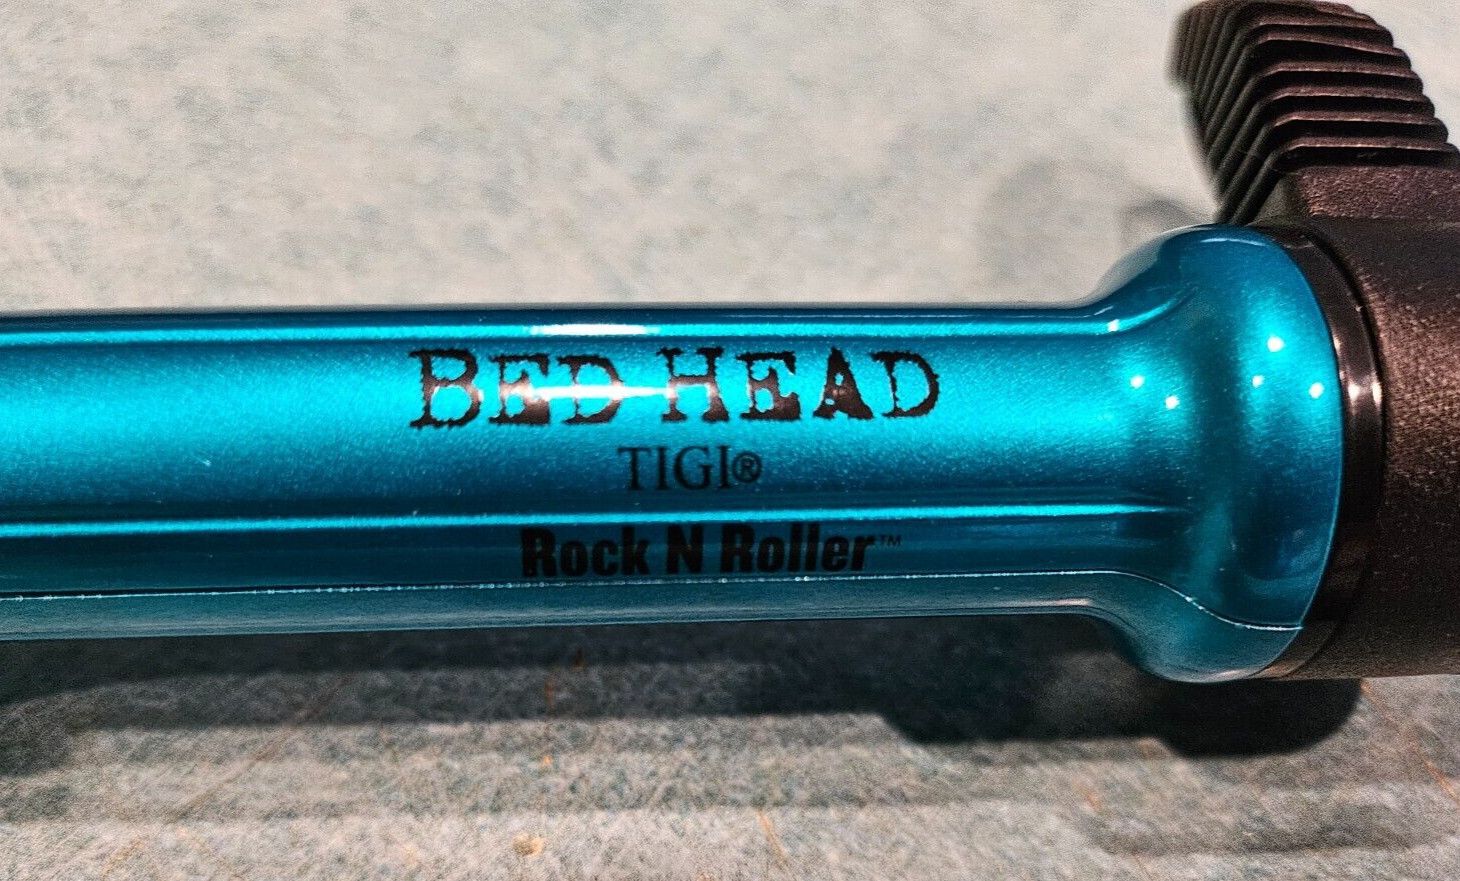 BED HEAD
TIGI®
Rock N Roller™